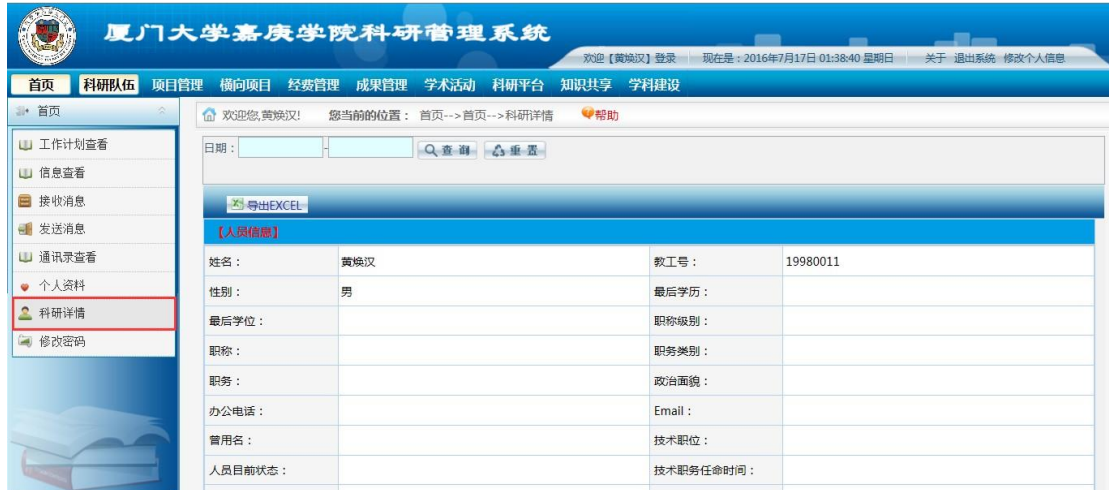 厦门大学嘉庚学院科研管理系统
欢迎【黄焕汉】登录 现在是：2016年7月17日 01:38:40 星期日 关于 退出系统 修改个人信息
首页 科研队伍 项目管理 横向项目 经费管理 成果管理 学术活动 科研平台 知识共享 学科建设
首页
工作计划查看
信息查看
接收消息
发送消息
通讯录查看
个人资料
科研详情
修改密码
欢迎您,黄焕汉! 您当前的位置： 首页-->首页-->科研详情 帮助
日期： - 查询 重置
导出EXCEL
【人员信息】
姓名： 黄焕汉 教工号： 19980011
性别： 男 最后学历：
最后学位： 职称级别：
职称： 职务类别：
职务： 政治面貌：
办公电话： Email：
曾用名： 技术职位：
人员目前状态： 技术职务任命时间：